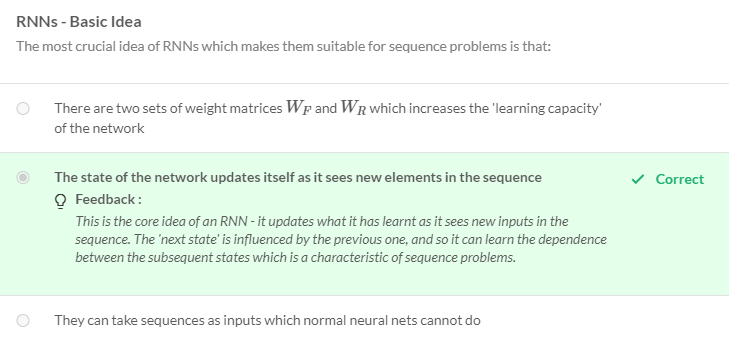 RNNs - Basic Idea
The most crucial idea of RNNs which makes them suitable for sequence problems is that:
There are two sets of weight matrices W_F and W_R which increases the 'learning capacity'
of the network
The state of the network updates itself as it sees new elements in the sequence
Correct
Feedback :
This is the core idea of an RNN - it updates what it has learnt as it sees new inputs in the
sequence. The 'next state' is influenced by the previous one, and so it can learn the dependence
between the subsequent states which is a characteristic of sequence problems.
They can take sequences as inputs which normal neural nets cannot do